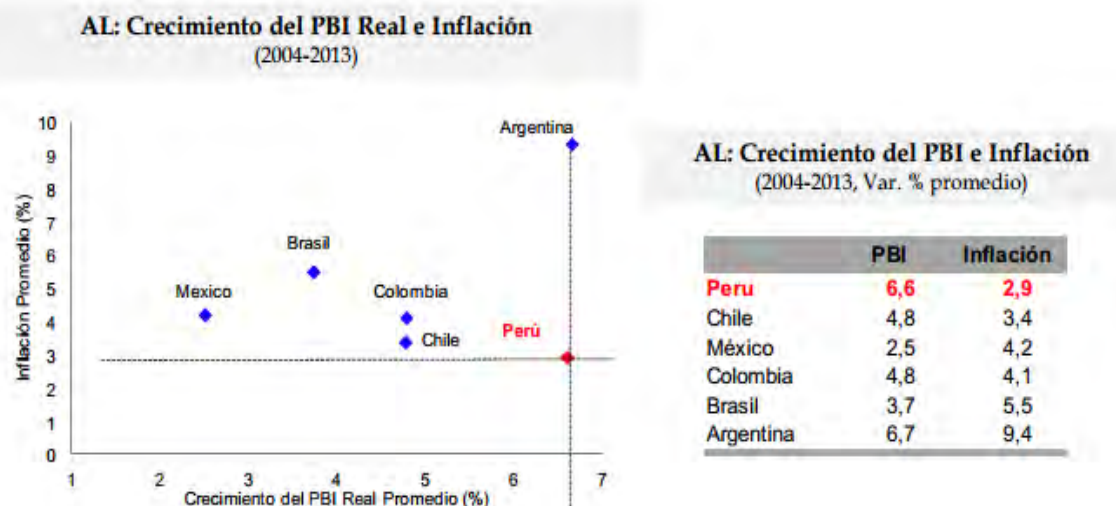 AL: Crecimiento del PBI Real e Inflación
(2004-2013)
Inflación Promedio (%)
10
9
8
7
6
5
4
3
2
1
0
Argentina
Brasil
Mexico
Colombia
Chile
Perú
1 2 3 4 5 6 7
Crecimiento del PBI Real Promedio (%)
AL: Crecimiento del PBI e Inflación
(2004-2013, Var. % promedio)
PBI Inflación
Peru 6,6 2,9
Chile 4,8 3,4
México 2,5 4,2
Colombia 4,8 4,1
Brasil 3,7 5,5
Argentina 6,7 9,4